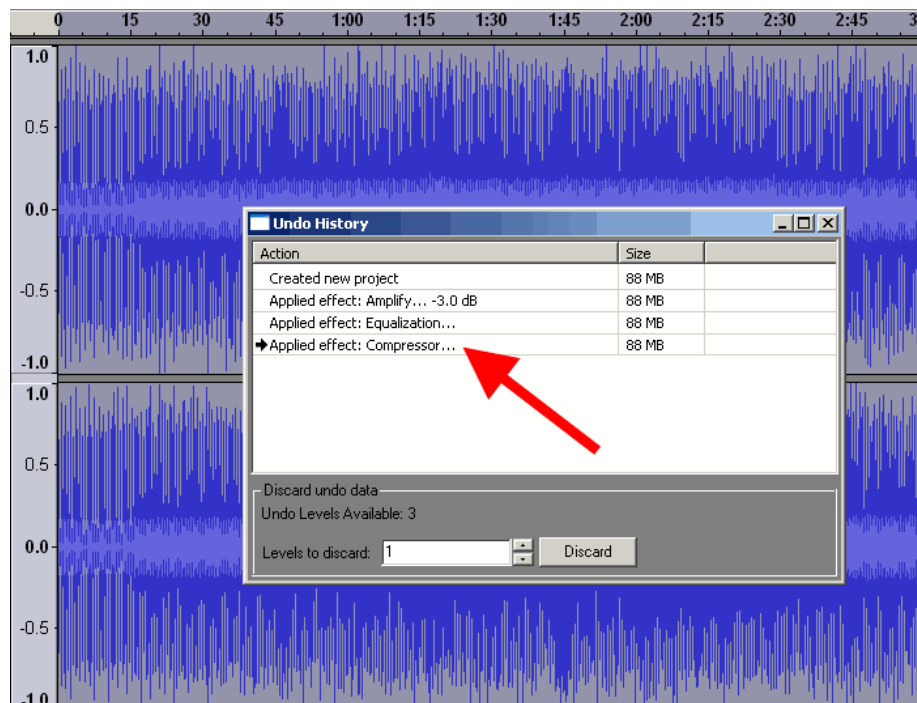 0 15 30 45 1:00 1:15 1:30 1:45 2:00 2:15 2:30 2:45 3
1.0
0.5
0.0
-0.5
-1.0
Undo History
Action Size
Created new project 88 MB
Applied effect: Amplify... -3.0 dB 88 MB
Applied effect: Equalization... 88 MB
Applied effect: Compressor... 88 MB
Discard undo data
Undo Levels Available: 3
Levels to discard: 1 Discard
1.0
0.5
0.0
-0.5
-1.0